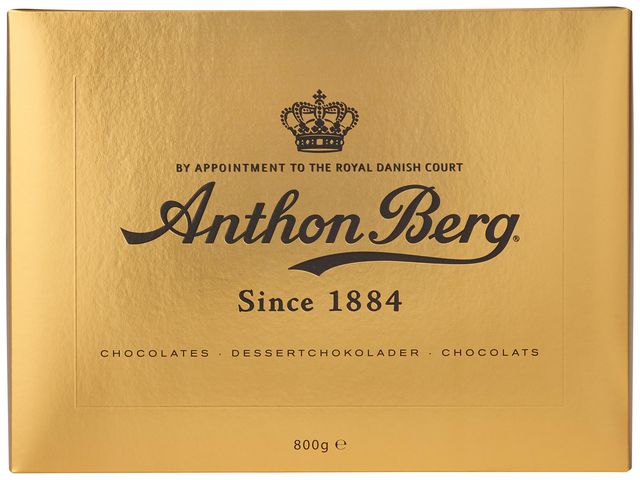 BY APPOINTMENT TO THE ROYAL DANISH COURT
Anthon Berg®
Since 1884
CHOCOLATES · DESSERTCHOKOLADER · CHOCOLATS
800g ℮